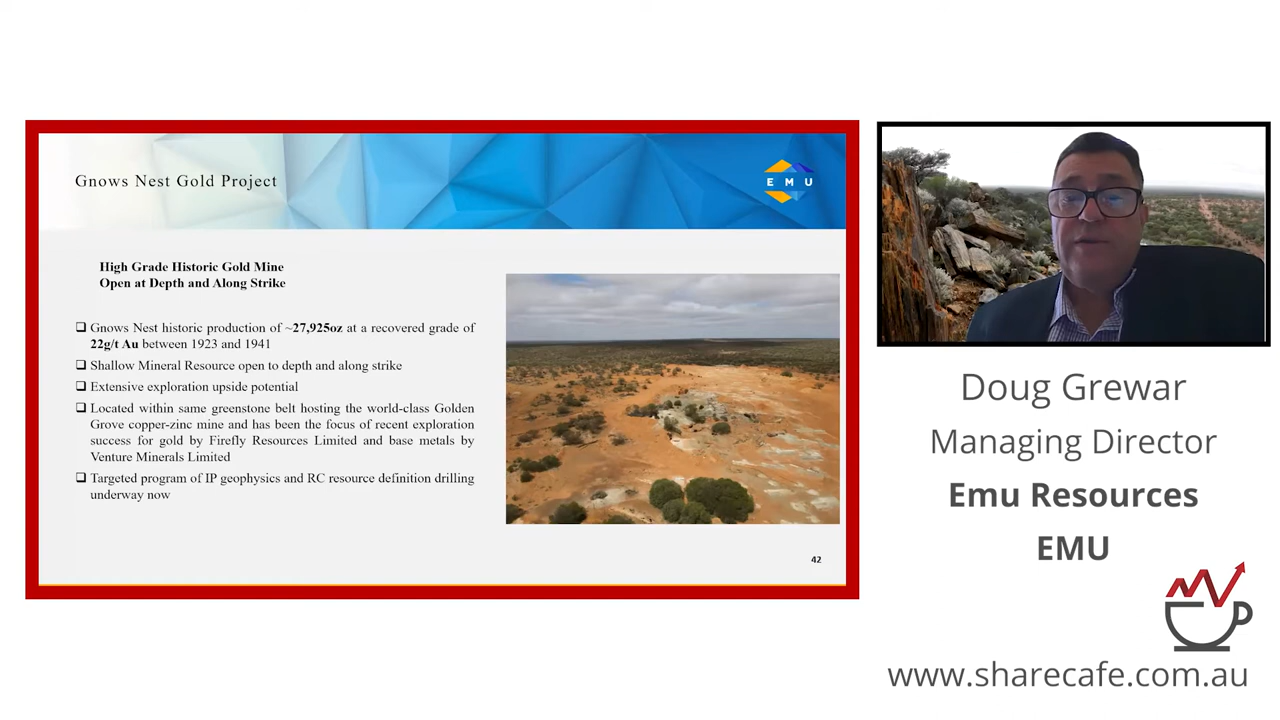 Gnows Nest Gold Project
E M U
High Grade Historic Gold Mine
Open at Depth and Along Strike
❑ Gnows Nest historic production of ~27,925oz at a recovered grade of
22g/t Au between 1923 and 1941
❑ Shallow Mineral Resource open to depth and along strike
❑ Extensive exploration upside potential
❑ Located within same greenstone belt hosting the world-class Golden
Grove copper-zinc mine and has been the focus of recent exploration
success for gold by Firefly Resources Limited and base metals by
Venture Minerals Limited
❑ Targeted program of IP geophysics and RC resource definition drilling
underway now
42
Doug Grewar
Managing Director
Emu Resources
EMU
www.sharecafe.com.au